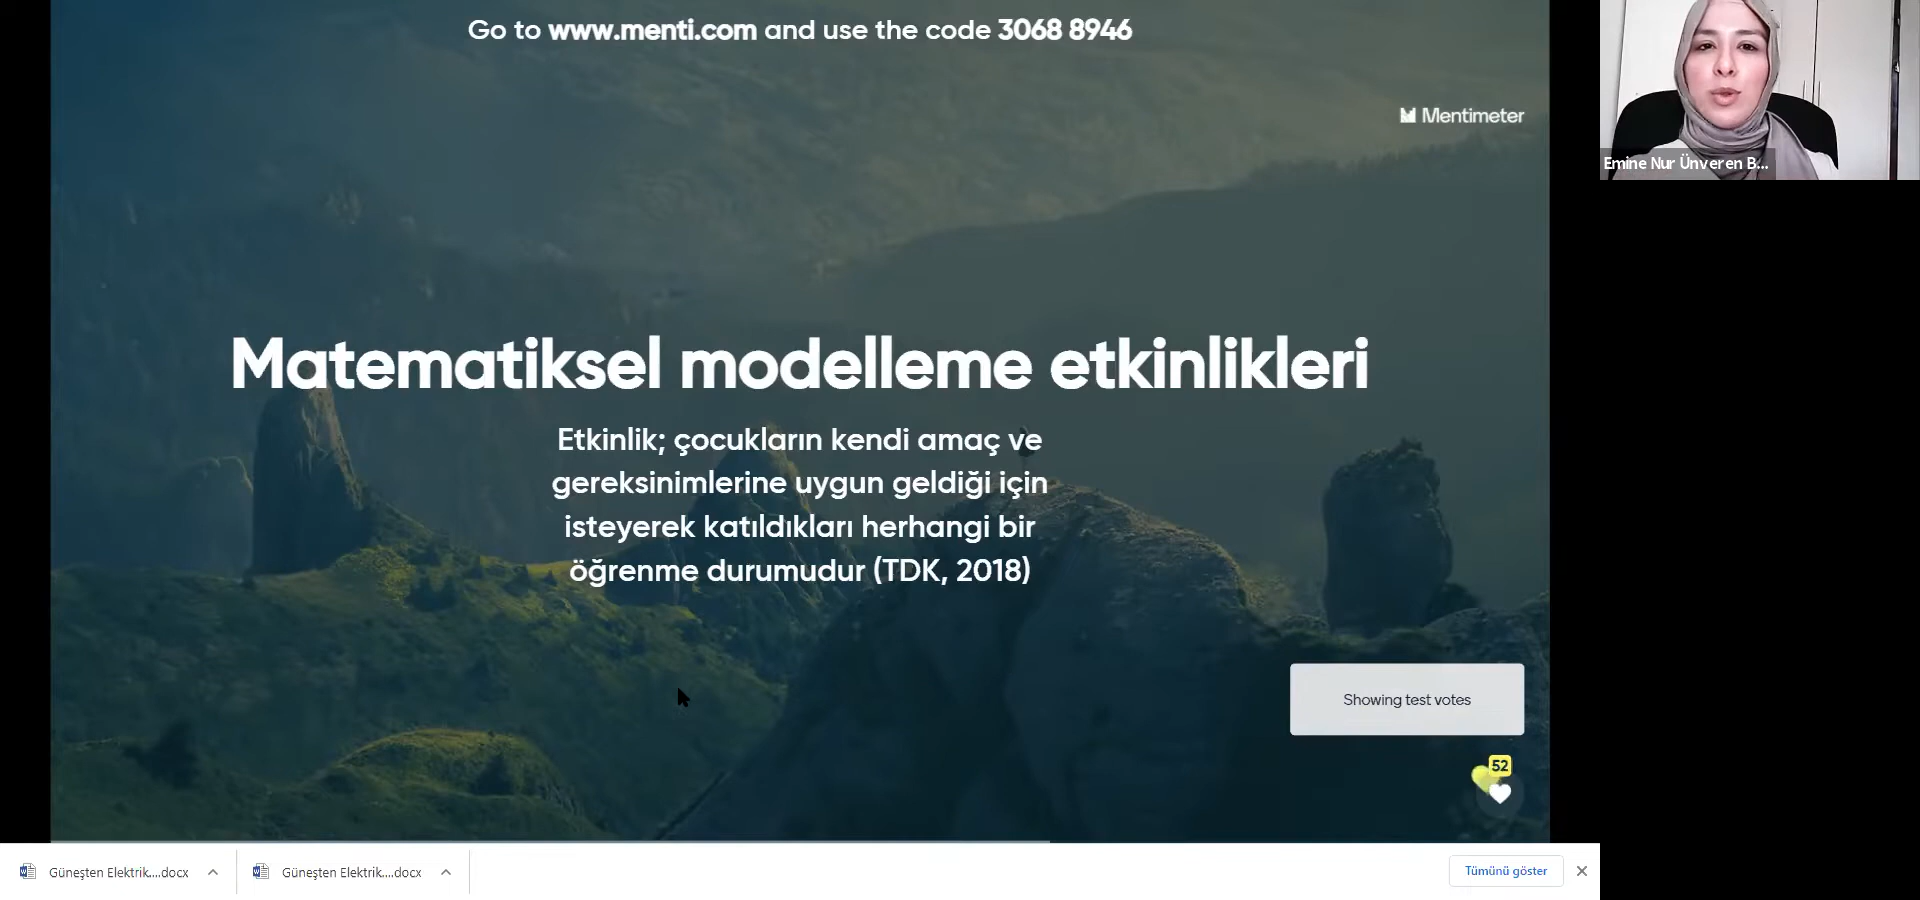 Go to www.menti.com and use the code 3068 8946
Mentimeter
Emine Nur Ünveren B...
Matematiksel modelleme etkinlikleri
Etkinlik; çocukların kendi amaç ve
gereksinimlerine uygun geldiği için
isteyerek katıldıkları herhangi bir
öğrenme durumudur (TDK, 2018)
Showing test votes
52
Güneşten Elektrik....docx
Güneşten Elektrik....docx
Tümünü göster